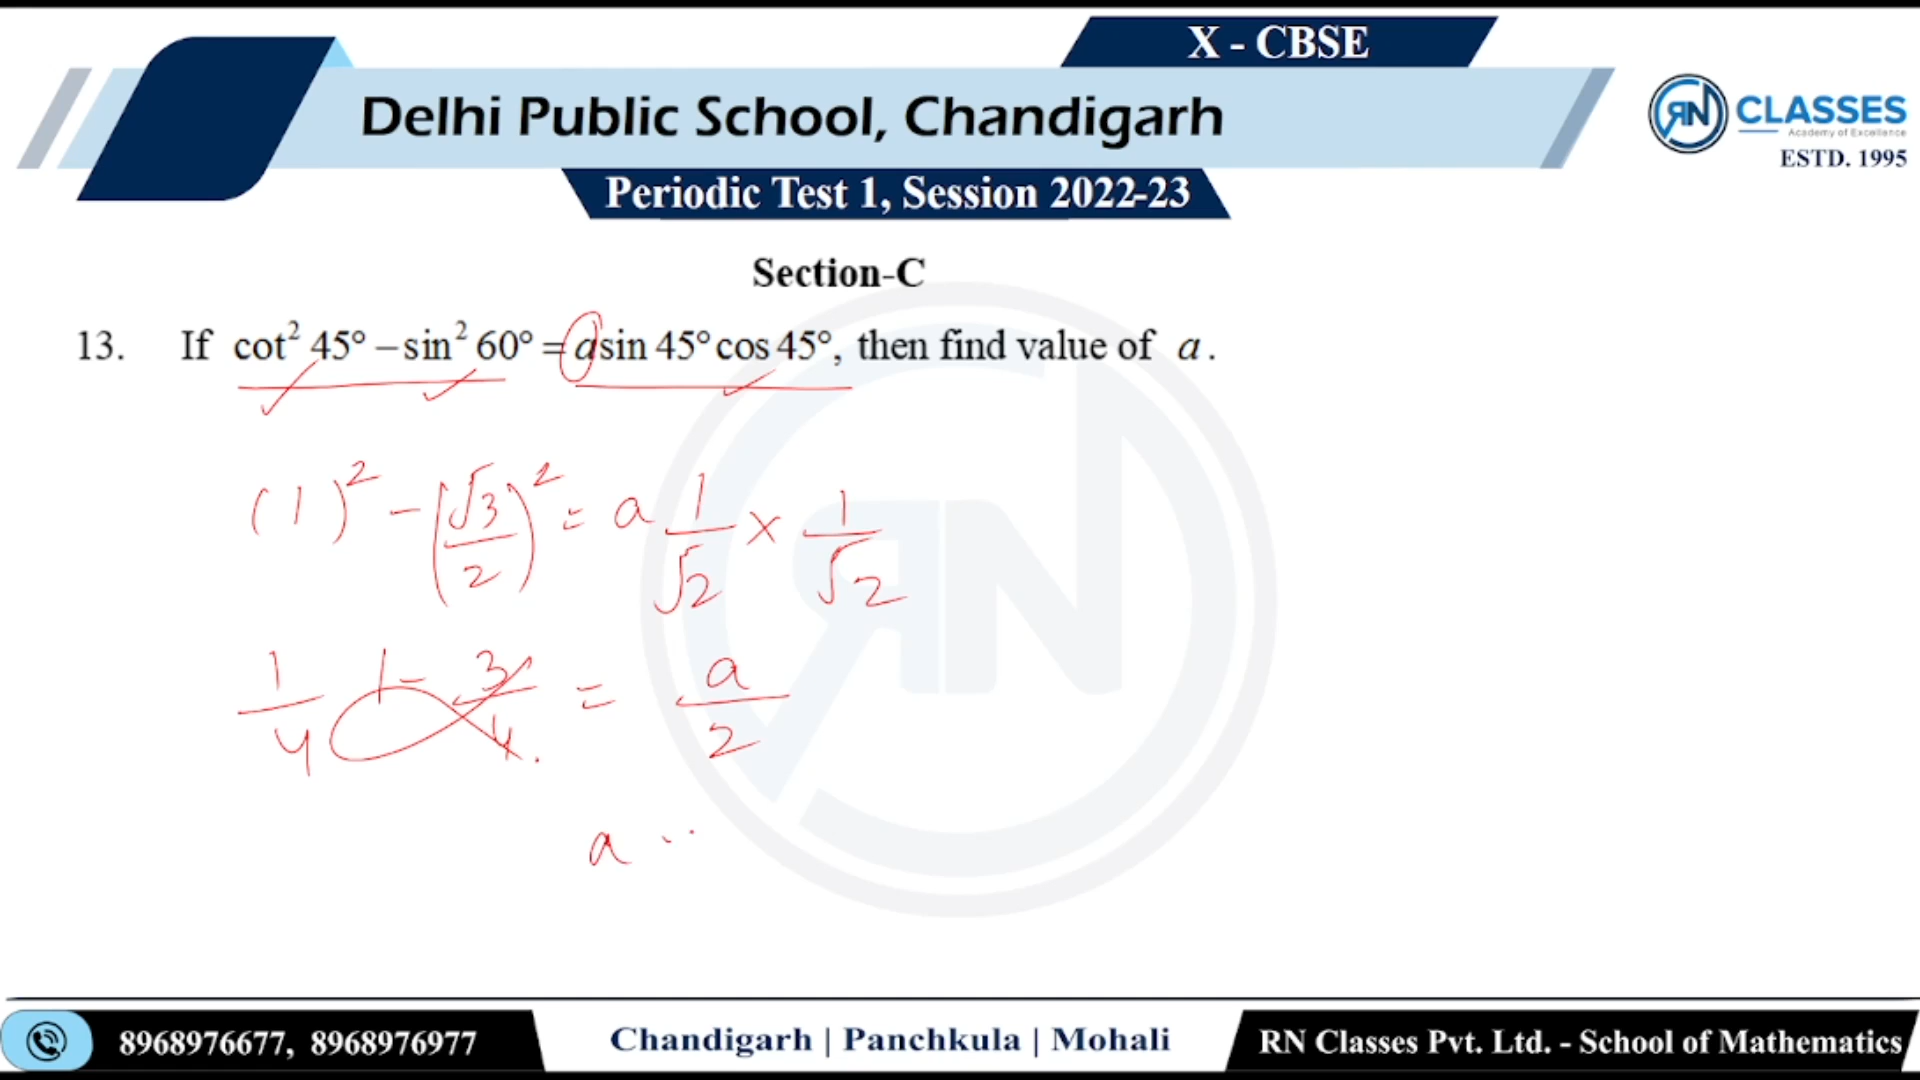 X - CBSE
Delhi Public School, Chandigarh
RN CLASSES
Academy of Excellence
ESTD. 1995
Periodic Test 1, Session 2022-23
Section-C
13. If cot² 45° – sin² 60° = a sin 45° cos 45°, then find value of a.
(1)² - (√3/2)² = a 1/√2 × 1/√2
1/4 1 - 3/4 = a/2
a
RN
8968976677, 8968976977
Chandigarh | Panchkula | Mohali
RN Classes Pvt. Ltd. - School of Mathematics